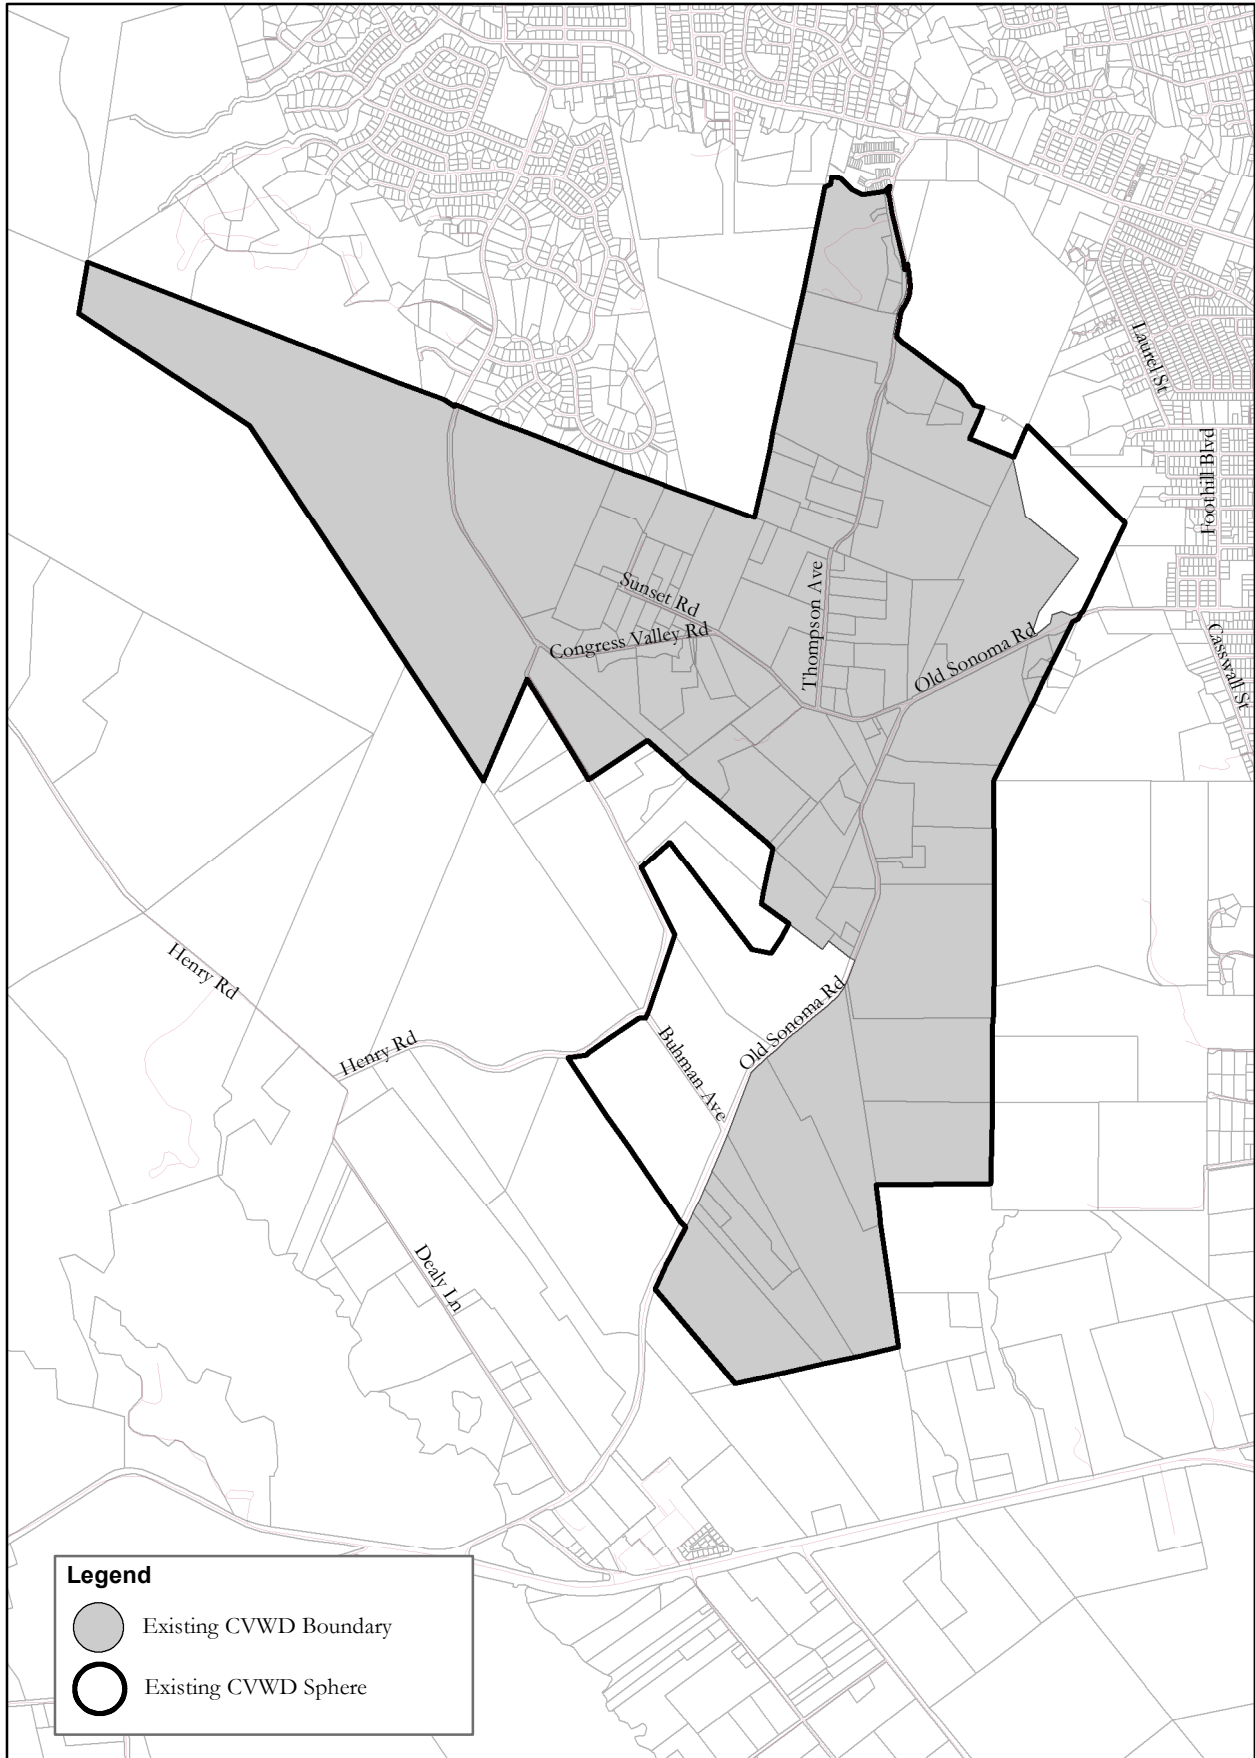 Laurel St
Foothill Blvd
Sunset Rd
Thompson Ave
Congress Valley Rd
Old Sonoma Rd
Casswall St
Henry Rd
Old Sonoma Rd
Henry Rd
Buhman Ave
Dealy Ln
Legend
Existing CVWD Boundary
Existing CVWD Sphere